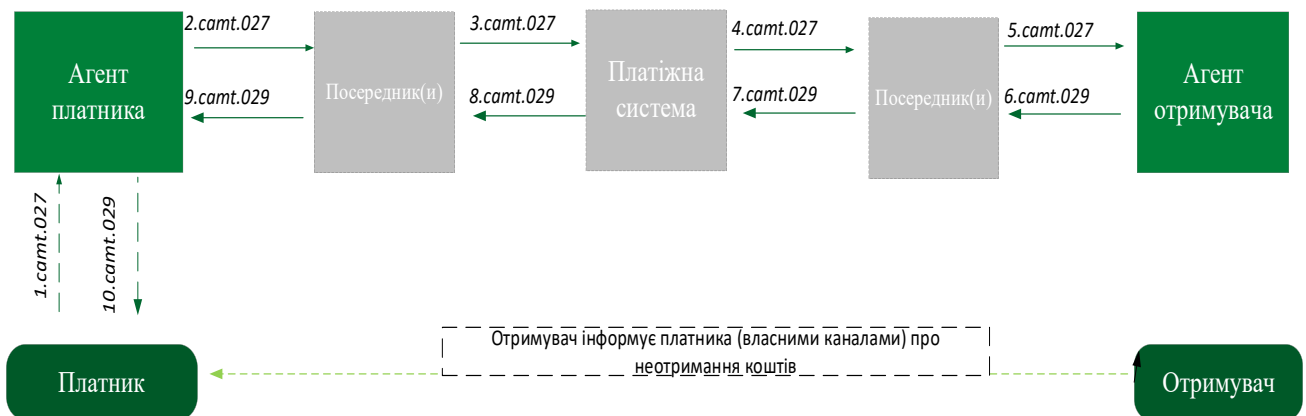 2.camt.027
3.camt.027
4.camt.027
5.camt.027
Агент
платника
Посередник(и)
Платіжна
система
Посередник(и)
Агент
отримувача
9.camt.029
8.camt.029
7.camt.029
6.camt.029
1.camt.027
10.camt.029
Отримувач інформує платника (власними каналами) про
неотримання коштів
Платник
Отримувач